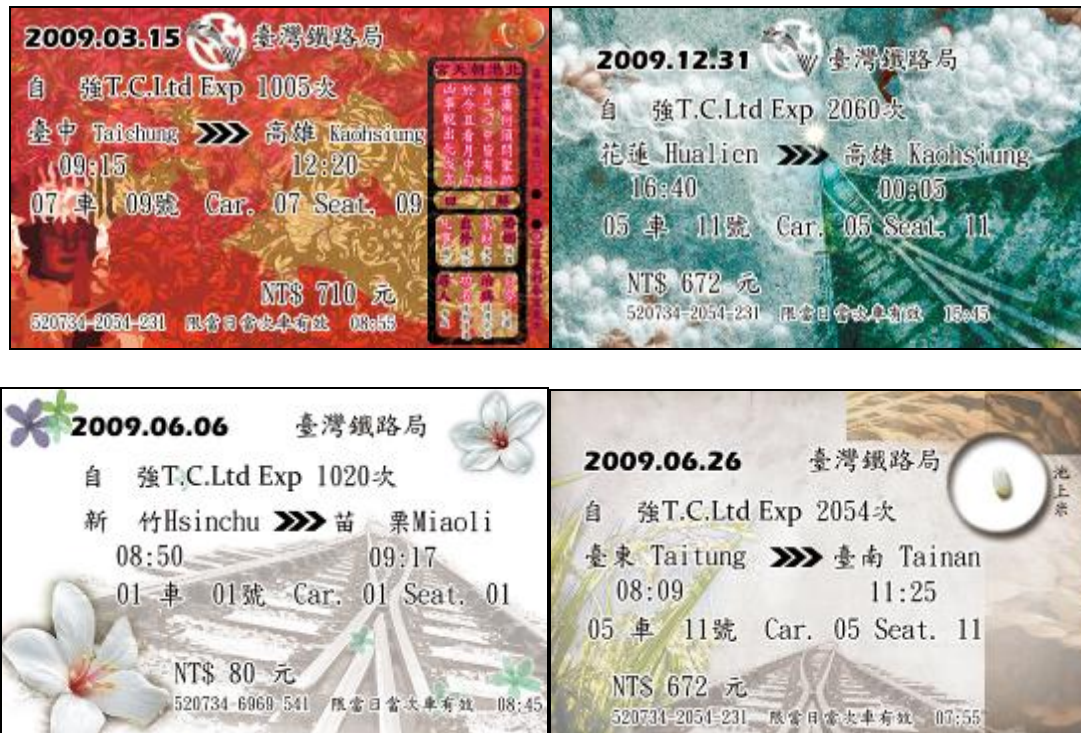 2009.03.15 臺灣鐵路局
自 強T.C.Ltd Exp 1005次
臺中 Taichung >>> 高雄 Kaohsiung
09:15 12:20
07 車 09號 Car. 07 Seat. 09
NT$ 710 元
520734-2054-231 限當日當次車有效 08:55
北港朝天宮
2009.12.31 臺灣鐵路局
自 強T.C.Ltd Exp 2060次
花蓮 Hualien >>> 高雄 Kaohsiung
16:40 00:05
05 車 11號 Car. 05 Seat. 11
NT$ 672 元
520734-2054-231 限當日當次車有效 15:45
2009.06.06 臺灣鐵路局
自 強T.C.Ltd Exp 1020次
新 竹Hsinchu >>> 苗 栗Miaoli
08:50 09:17
01 車 01號 Car. 01 Seat. 01
NT$ 80 元
520734-6969-541 限當日當次車有效 08:45
2009.06.26 臺灣鐵路局
自 強T.C.Ltd Exp 2054次
臺東 Taitung >>> 臺南 Tainan
08:09 11:25
05 車 11號 Car. 05 Seat. 11
NT$ 672 元
520734-2054-231 限當日當次車有效 07:55
池上米